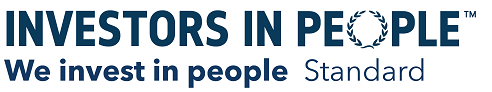 INVESTORS IN PEOPLE™
We invest in people Standard